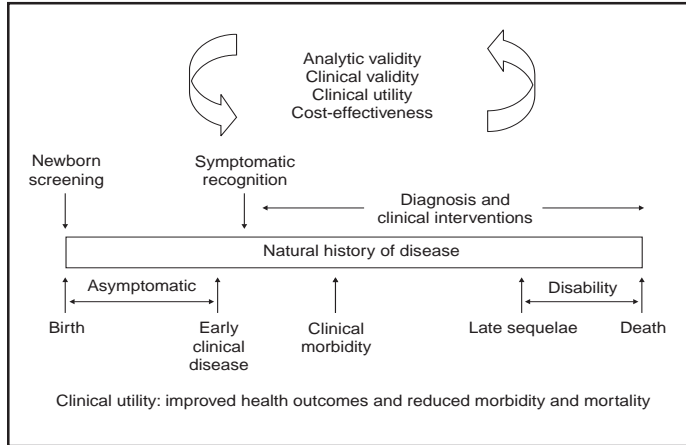 Analytic validity
Clinical validity
Clinical utility
Cost-effectiveness
Newborn
screening
Symptomatic
recognition
Diagnosis and
clinical interventions
Natural history of disease
Asymptomatic
Disability
Birth
Early
clinical
disease
Clinical
morbidity
Late sequelae
Death
Clinical utility: improved health outcomes and reduced morbidity and mortality